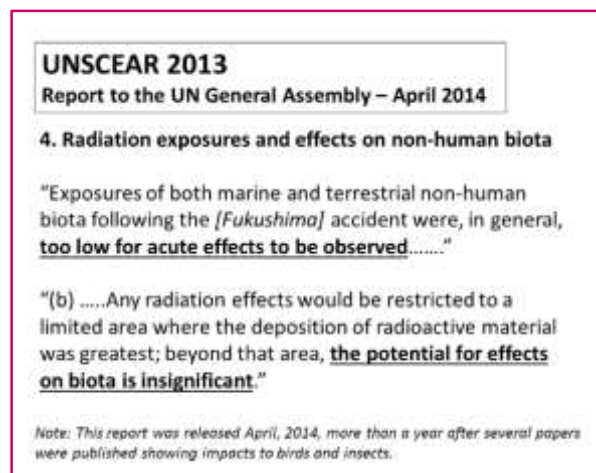 UNSCEAR 2013
Report to the UN General Assembly – April 2014
4. Radiation exposures and effects on non-human biota
“Exposures of both marine and terrestrial non-human
biota following the [Fukushima] accident were, in general,
too low for acute effects to be observed…….”
“(b) …..Any radiation effects would be restricted to a
limited area where the deposition of radioactive material
was greatest; beyond that area, the potential for effects
on biota is insignificant.”
Note: This report was released April, 2014, more than a year after several papers
were published showing impacts to birds and insects.